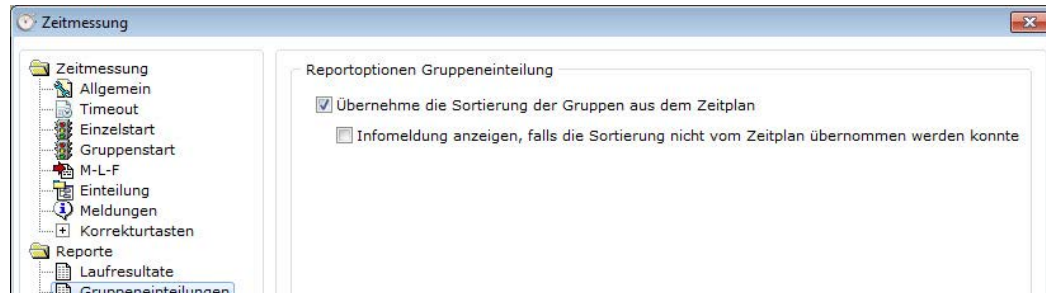 Zeitmessung
Zeitmessung
Allgemein
Timeout
Einzelstart
Gruppenstart
M-L-F
Einteilung
Meldungen
Korrekturtasten
Reporte
Laufresultate
Gruppeneinteilungen
Reportoptionen Gruppeneinteilung
Übernehme die Sortierung der Gruppen aus dem Zeitplan
Infomeldung anzeigen, falls die Sortierung nicht vom Zeitplan übernommen werden konnte